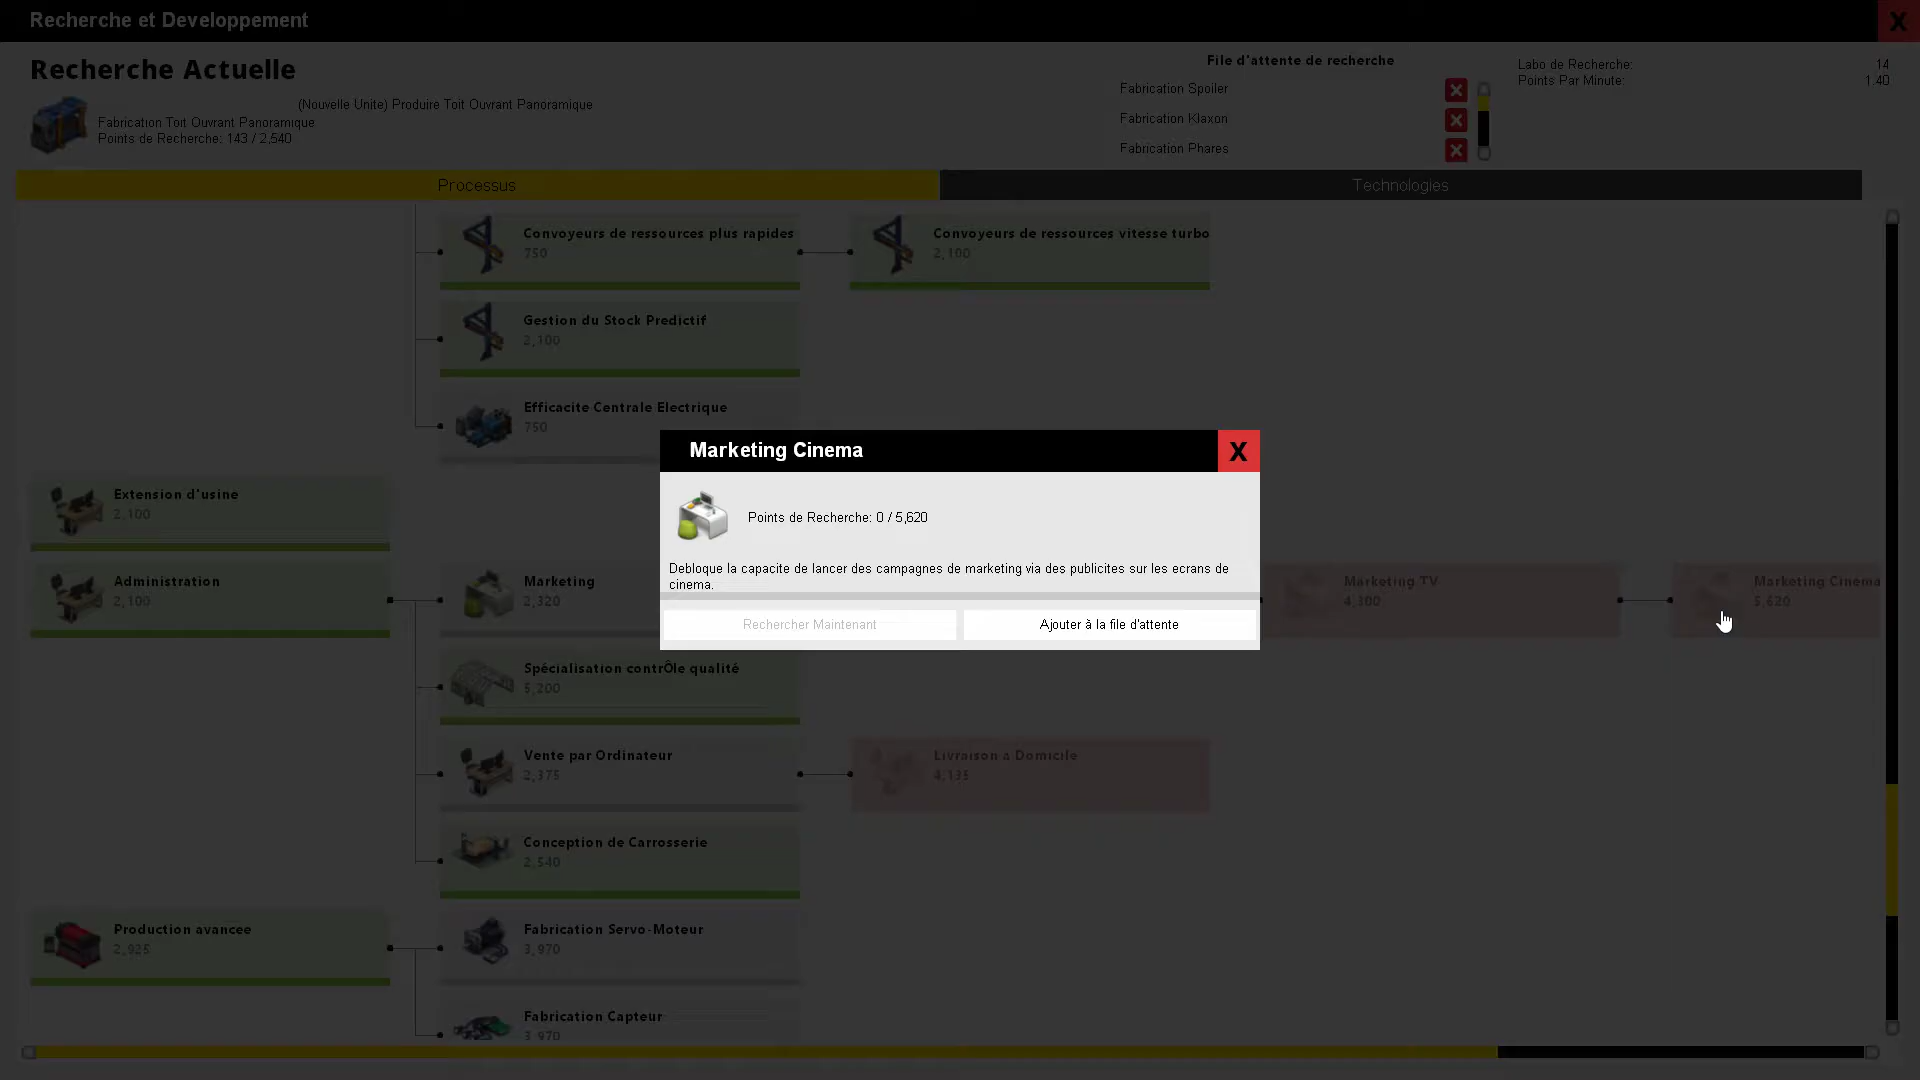 Recherche et Developpement
X
Recherche Actuelle
(Nouvelle Unite) Produire Toit Ouvrant Panoramique
Fabrication Toit Ouvrant Panoramique
Points de Recherche: 143 / 2,540
File d'attente de recherche
Fabrication Spoiler
Fabrication Klaxon
Fabrication Phares
Labo de Recherche: 14
Points Par Minute: 1.40
Processus
Technologies
Convoyeurs de ressources plus rapides
750
Convoyeurs de ressources vitesse turbo
2,100
Gestion du Stock Predictif
2,100
Efficacite Centrale Electrique
750
Marketing Cinema
X
Points de Recherche: 0 / 5,620
Debloque la capacite de lancer des campagnes de marketing via des publicites sur les ecrans de
cinema.
Rechercher Maintenant
Ajouter à la file d'attente
Extension d'usine
2,100
Administration
2,100
Marketing
2,320
Marketing TV
4,300
Marketing Cinema
5,620
Spécialisation contrÔle qualité
5,200
Vente par Ordinateur
2,375
Livraison a Domicile
4,135
Conception de Carrosserie
2,540
Production avancee
2,925
Fabrication Servo-Moteur
3,970
Fabrication Capteur
3,970